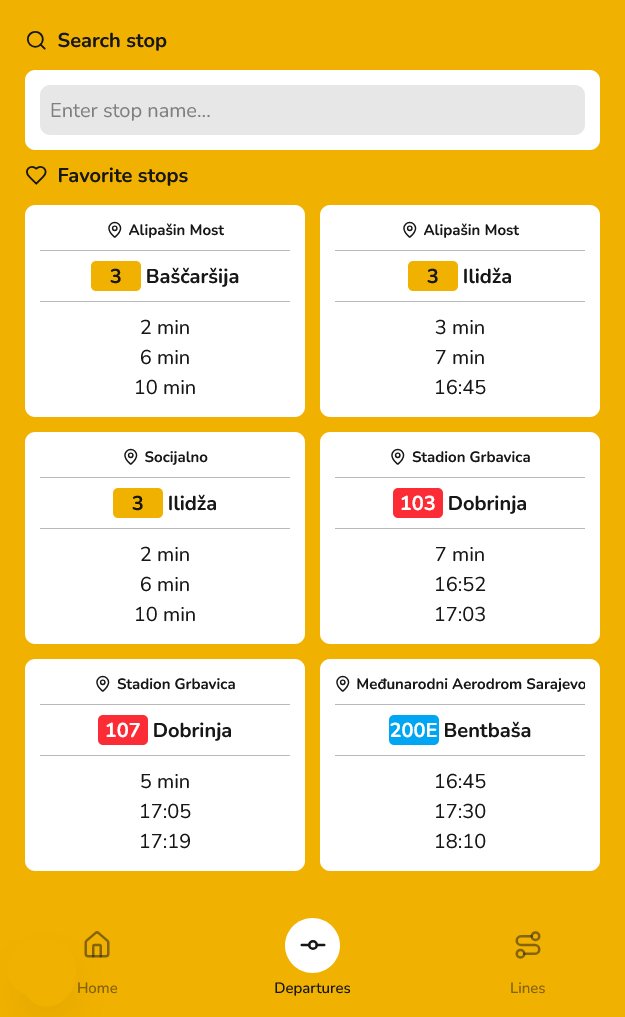 Search stop
Enter stop name...
Favorite stops
Alipašin Most
3 Baščaršija
2 min
6 min
10 min
Alipašin Most
3 Ilidža
3 min
7 min
16:45
Socijalno
3 Ilidža
2 min
6 min
10 min
Stadion Grbavica
103 Dobrinja
7 min
16:52
17:03
Stadion Grbavica
107 Dobrinja
5 min
17:05
17:19
Međunarodni Aerodrom Sarajevo
200E Bentbaša
16:45
17:30
18:10
Home
Departures
Lines